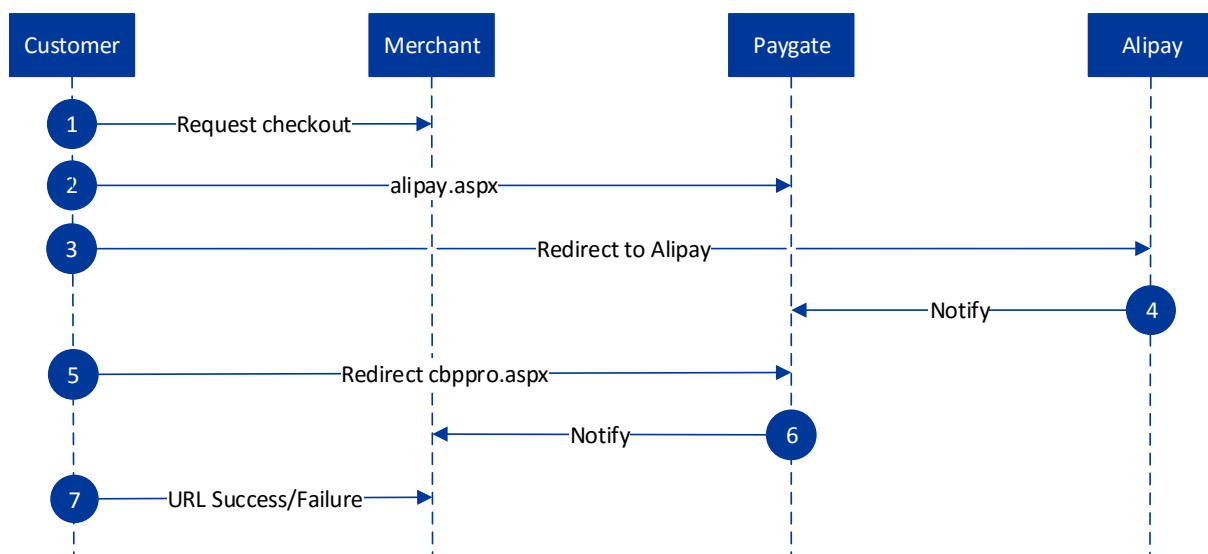 Customer
Merchant
Paygate
Alipay
1
Request checkout
2
alipay.aspx
3
Redirect to Alipay
Notify
4
5
Redirect cbppro.aspx
Notify
6
7
URL Success/Failure